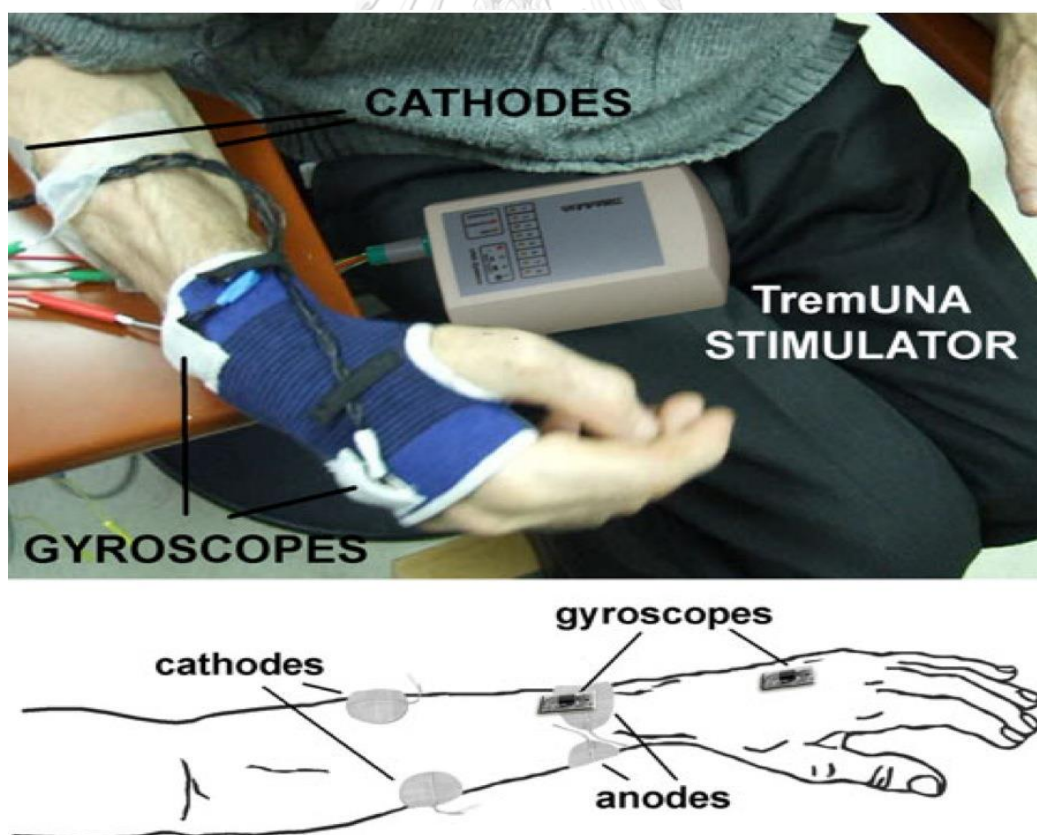 CATHODES
TremUNA
STIMULATOR
GYROSCOPES
gyroscopes
cathodes
anodes